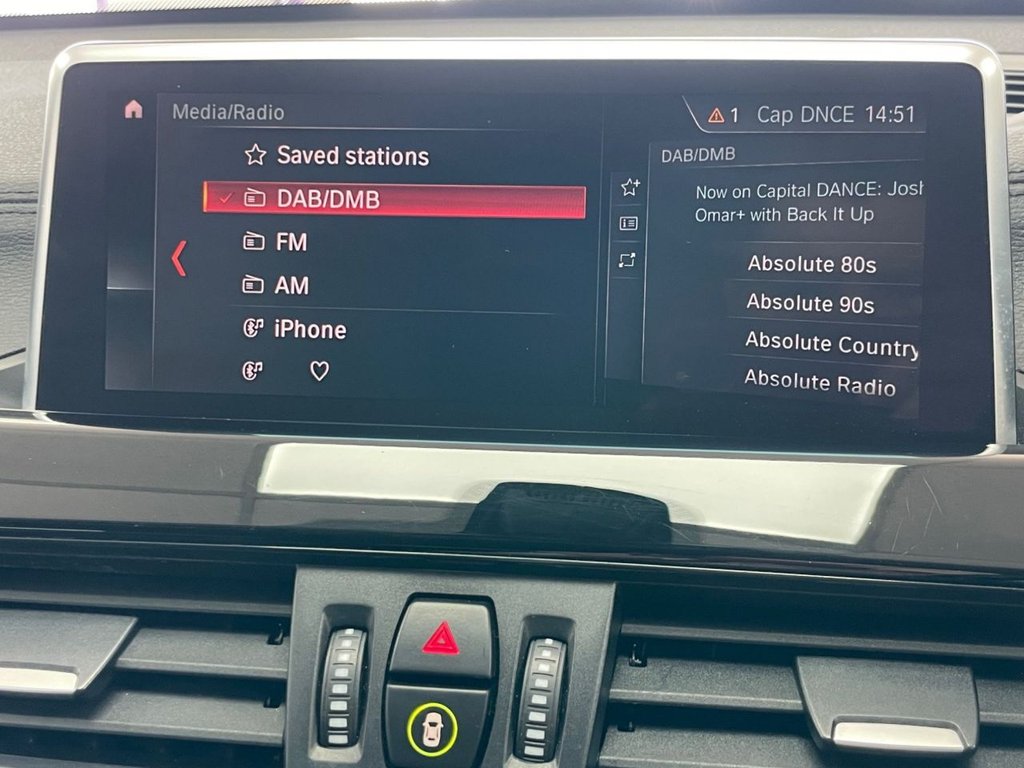 Media/Radio
1 Cap DNCE 14:51
Saved stations
DAB/DMB
FM
AM
iPhone
DAB/DMB
Now on Capital DANCE: Josh
Omar+ with Back It Up
Absolute 80s
Absolute 90s
Absolute Country
Absolute Radio